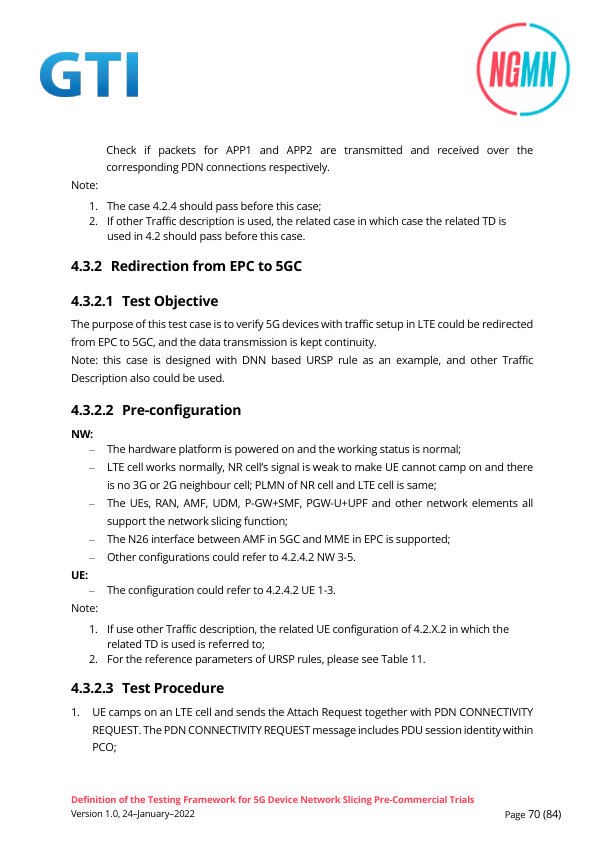 GTI
NGMN
Check if packets for APP1 and APP2 are transmitted and received over the
corresponding PDN connections respectively.
Note:
1. The case 4.2.4 should pass before this case;
2. If other Traffic description is used, the related case in which case the related TD is
used in 4.2 should pass before this case.
4.3.2 Redirection from EPC to 5GC
4.3.2.1 Test Objective
The purpose of this test case is to verify 5G devices with traffic setup in LTE could be redirected
from EPC to 5GC, and the data transmission is kept continuity.
Note: this case is designed with DNN based URSP rule as an example, and other Traffic
Description also could be used.
4.3.2.2 Pre-configuration
NW:
– The hardware platform is powered on and the working status is normal;
– LTE cell works normally, NR cell’s signal is weak to make UE cannot camp on and there
is no 3G or 2G neighbour cell; PLMN of NR cell and LTE cell is same;
– The UEs, RAN, AMF, UDM, P-GW+SMF, PGW-U+UPF and other network elements all
support the network slicing function;
– The N26 interface between AMF in 5GC and MME in EPC is supported;
– Other configurations could refer to 4.2.4.2 NW 3-5.
UE:
– The configuration could refer to 4.2.4.2 UE 1-3.
Note:
1. If use other Traffic description, the related UE configuration of 4.2.X.2 in which the
related TD is used is referred to;
2. For the reference parameters of URSP rules, please see Table 11.
4.3.2.3 Test Procedure
1. UE camps on an LTE cell and sends the Attach Request together with PDN CONNECTIVITY
REQUEST. The PDN CONNECTIVITY REQUEST message includes PDU session identity within
PCO;
Definition of the Testing Framework for 5G Device Network Slicing Pre-Commercial Trials
Version 1.0, 24–January–2022
Page 70 (84)